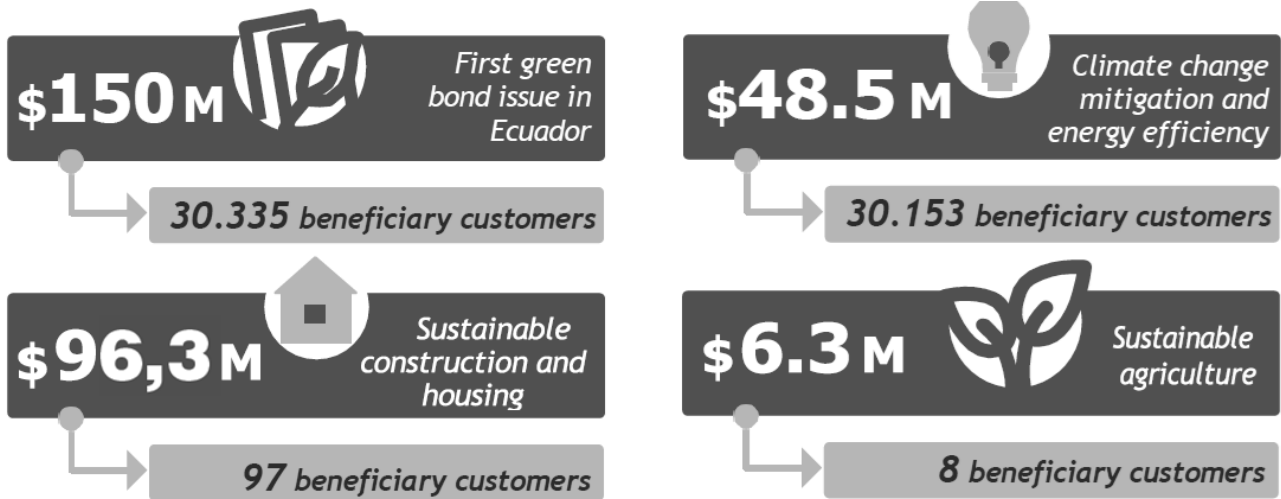 $150 M
First green
bond issue in
Ecuador
30.335 beneficiary customers
$48.5 M
Climate change
mitigation and
energy efficiency
30.153 beneficiary customers
$96,3 M
Sustainable
construction and
housing
97 beneficiary customers
$6.3 M
Sustainable
agriculture
8 beneficiary customers